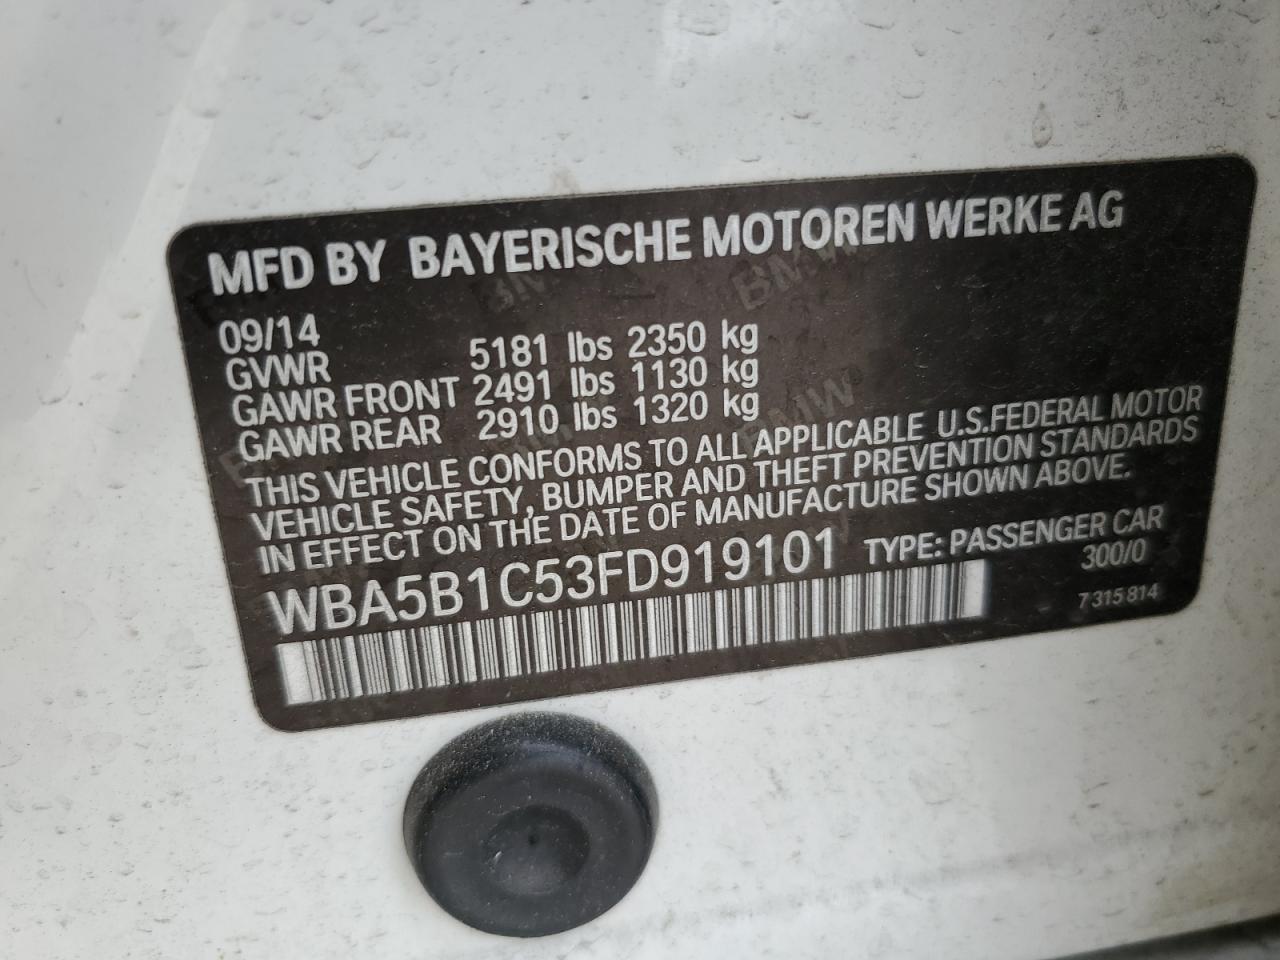 MFD BY BAYERISCHE MOTOREN WERKE AG
09/14
GVWR 5181 lbs 2350 kg
GAWR FRONT 2491 lbs 1130 kg
GAWR REAR 2910 lbs 1320 kg
THIS VEHICLE CONFORMS TO ALL APPLICABLE U.S.FEDERAL MOTOR
VEHICLE SAFETY, BUMPER AND THEFT PREVENTION STANDARDS
IN EFFECT ON THE DATE OF MANUFACTURE SHOWN ABOVE.
WBA5B1C53FD919101 TYPE: PASSENGER CAR
300/0
7 315 814